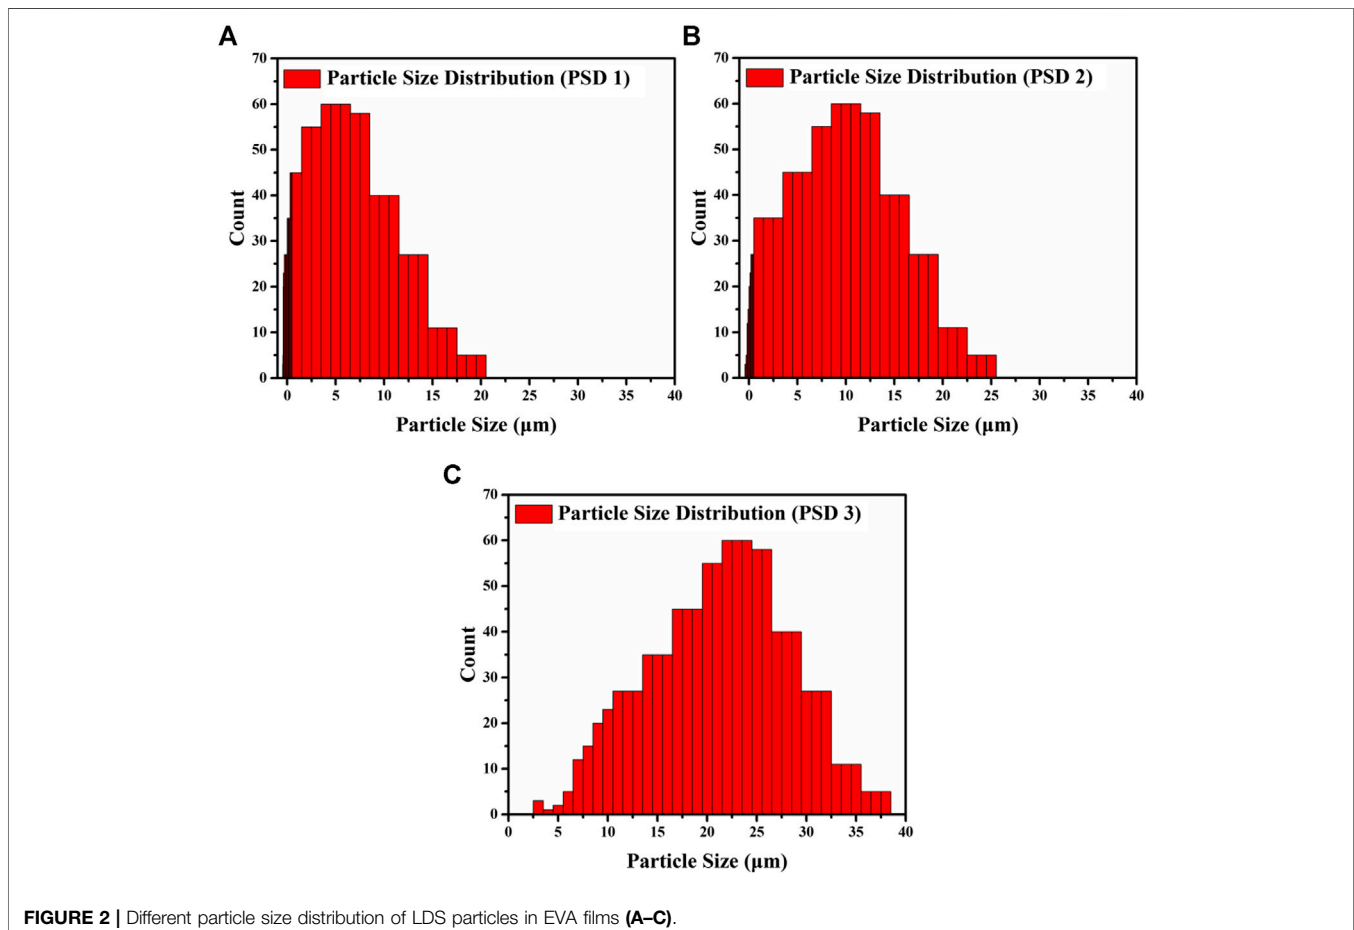 A
Particle Size Distribution (PSD 1)
70
60
50
40
30
20
10
0
Count
0 5 10 15 20 25 30 35 40
Particle Size (µm)
B
Particle Size Distribution (PSD 2)
70
60
50
40
30
20
10
0
Count
0 5 10 15 20 25 30 35 40
Particle Size (µm)
C
Particle Size Distribution (PSD 3)
70
60
50
40
30
20
10
0
Count
0 5 10 15 20 25 30 35 40
Particle Size (µm)
FIGURE 2 | Different particle size distribution of LDS particles in EVA films (A–C).